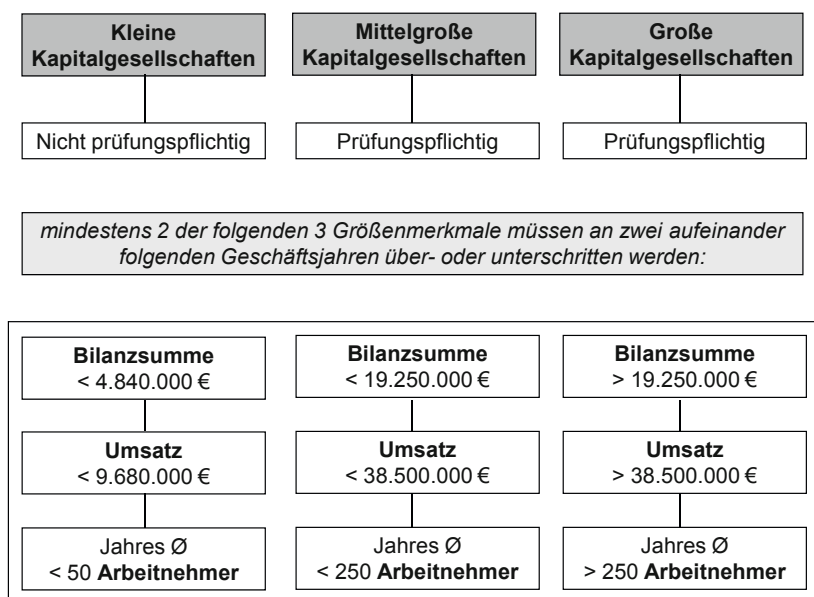 Kleine
Kapitalgesellschaften
Mittelgroße
Kapitalgesellschaften
Große
Kapitalgesellschaften
Nicht prüfungspflichtig
Prüfungspflichtig
Prüfungspflichtig
mindestens 2 der folgenden 3 Größenmerkmale müssen an zwei aufeinander
folgenden Geschäftsjahren über- oder unterschritten werden:
Bilanzsumme
< 4.840.000 €
Bilanzsumme
< 19.250.000 €
Bilanzsumme
> 19.250.000 €
Umsatz
< 9.680.000 €
Umsatz
< 38.500.000 €
Umsatz
> 38.500.000 €
Jahres Ø
< 50 Arbeitnehmer
Jahres Ø
< 250 Arbeitnehmer
Jahres Ø
> 250 Arbeitnehmer